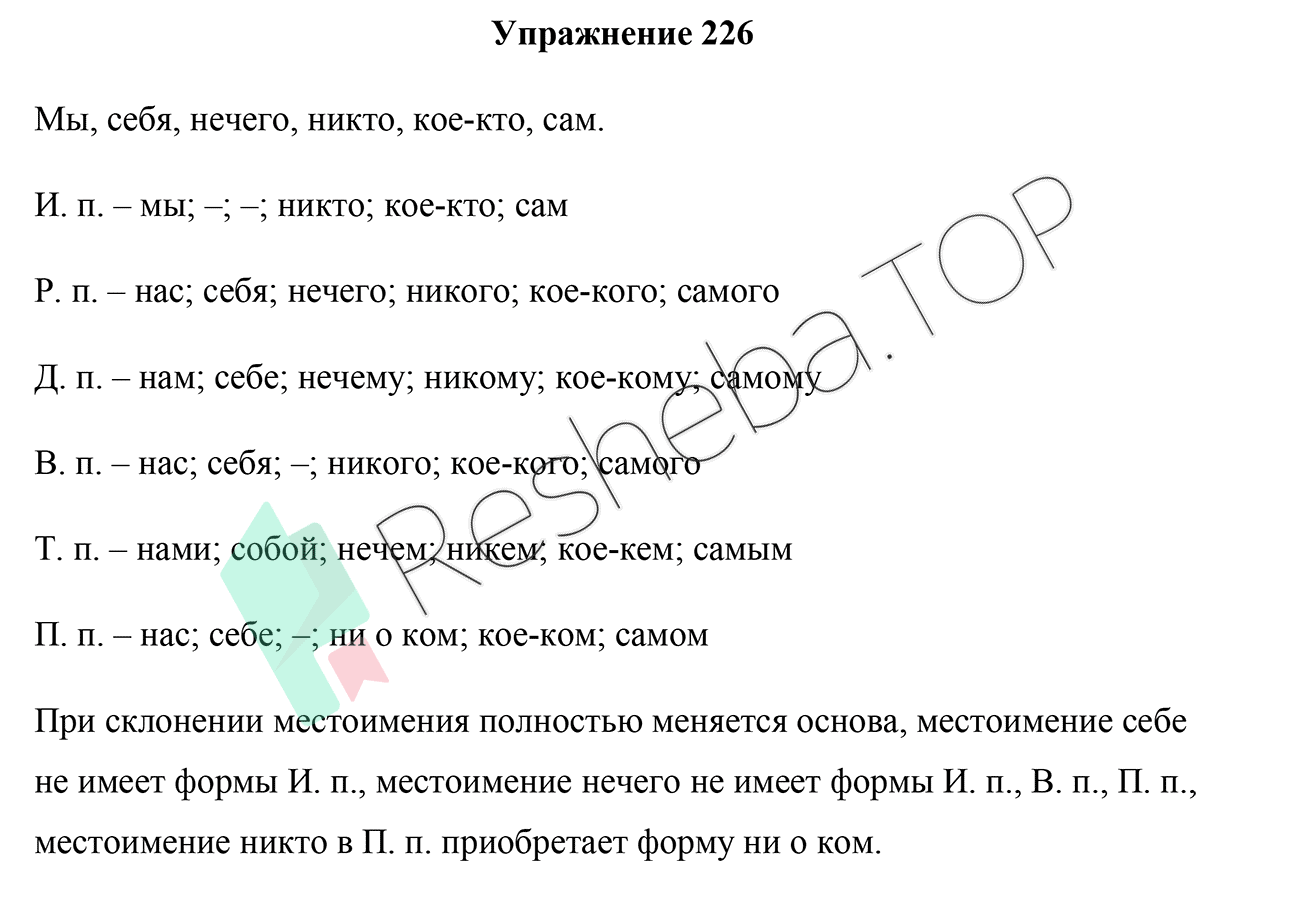 Упражнение 226
Мы, себя, нечего, никто, кое-кто, сам.
И. п. – мы; –; –; никто; кое-кто; сам
Р. п. – нас; себя; нечего; никого; кое-кого; самого
Д. п. – нам; себе; нечему; никому; кое-кому; самому
В. п. – нас; себя; –; никого; кое-кого; самого
Т. п. – нами; собой; нечем; никем; кое-кем; самым
П. п. – нас; себе; –; ни о ком; кое-ком; самом
При склонении местоимения полностью меняется основа, местоимение себе
не имеет формы И. п., местоимение нечего не имеет формы И. п., В. п., П. п.,
местоимение никто в П. п. приобретает форму ни о ком.
Resheba.TOP